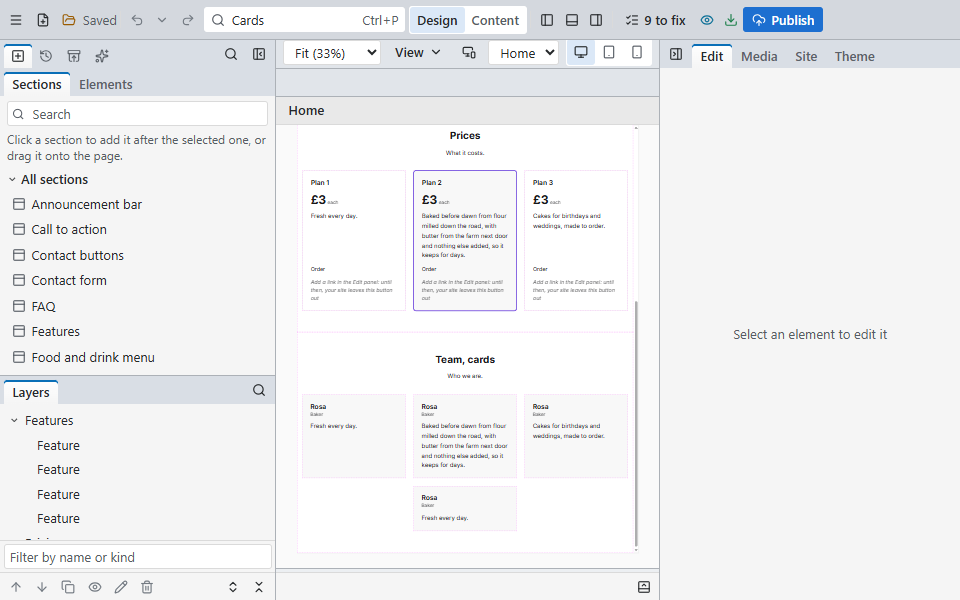 Saved
Cards
Ctrl+P
Design
Content
9 to fix
Publish
Fit (33%)
View
Home
Edit
Media
Site
Theme
Sections
Elements
Search
Click a section to add it after the selected one, or
drag it onto the page.
All sections
Announcement bar
Call to action
Contact buttons
Contact form
FAQ
Features
Food and drink menu
Layers
Features
Feature
Feature
Feature
Feature
Filter by name or kind
Home
Prices
What it costs.
Plan 1
£3 each
Fresh every day.
Order
Add a link in the Edit panel: until
then, your site leaves this button
out
Plan 2
£3 each
Baked before dawn from flour
milled down the road, with
butter from the farm next door
and nothing else added, so it
keeps for days.
Order
Add a link in the Edit panel: until
then, your site leaves this button
out
Plan 3
£3 each
Cakes for birthdays and
weddings, made to order.
Order
Add a link in the Edit panel: until
then, your site leaves this button
out
Team, cards
Who we are.
Rosa
Baker
Fresh every day.
Rosa
Baker
Baked before dawn from flour
milled down the road, with
butter from the farm next door
and nothing else added, so it
keeps for days.
Rosa
Baker
Cakes for birthdays and
weddings, made to order.
Rosa
Baker
Fresh every day.
Select an element to edit it